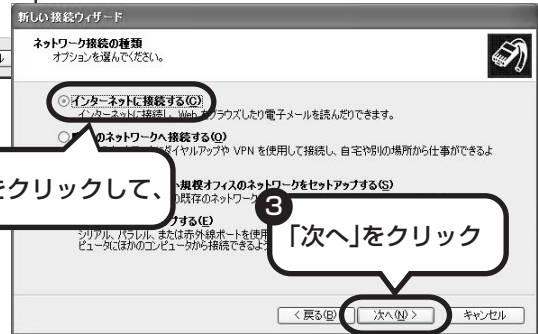 新しい接続ウィザード
ネットワーク接続の種類
オプションを選んでください。
インターネットに接続する(C)
インターネットに接続し、Web をブラウズしたり電子メールを読んだりできます。
のネットワークへ接続する(O)
ダイヤルアップや VPN を使用して接続し、自宅や別の場所から仕事ができるよ
をクリックして、
規模オフィスのネットワークをセットアップする(S)
の既存のネットワーク
❸
「次へ」をクリック
プする(E)
シリアル、パラレル、または赤外線ポートを使用
ピュータにほかのコンピュータから接続できるよ
< 戻る(B)
次へ(N) >
キャンセル